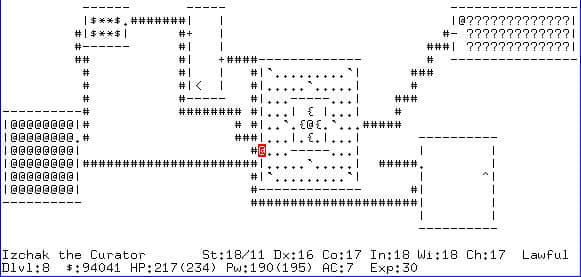 Izchak the Curator St:18/11 Dx:16 Co:17 In:18 Wi:18 Ch:17 Lawful
Dlvl:8 $:94041 HP:217(234) Pw:190(195) AC:7 Exp:30